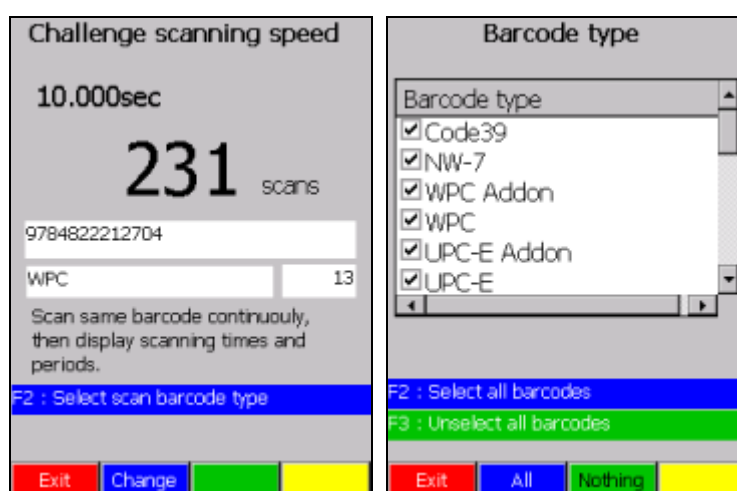 Challenge scanning speed
10.000sec
231 scans
9784822212704
WPC 13
Scan same barcode continuouly,
then display scanning times and
periods.
F2 : Select scan barcode type
Exit Change
Barcode type
Barcode type
Code39
NW-7
WPC Addon
WPC
UPC-E Addon
UPC-E
F2 : Select all barcodes
F3 : Unselect all barcodes
Exit All Nothing